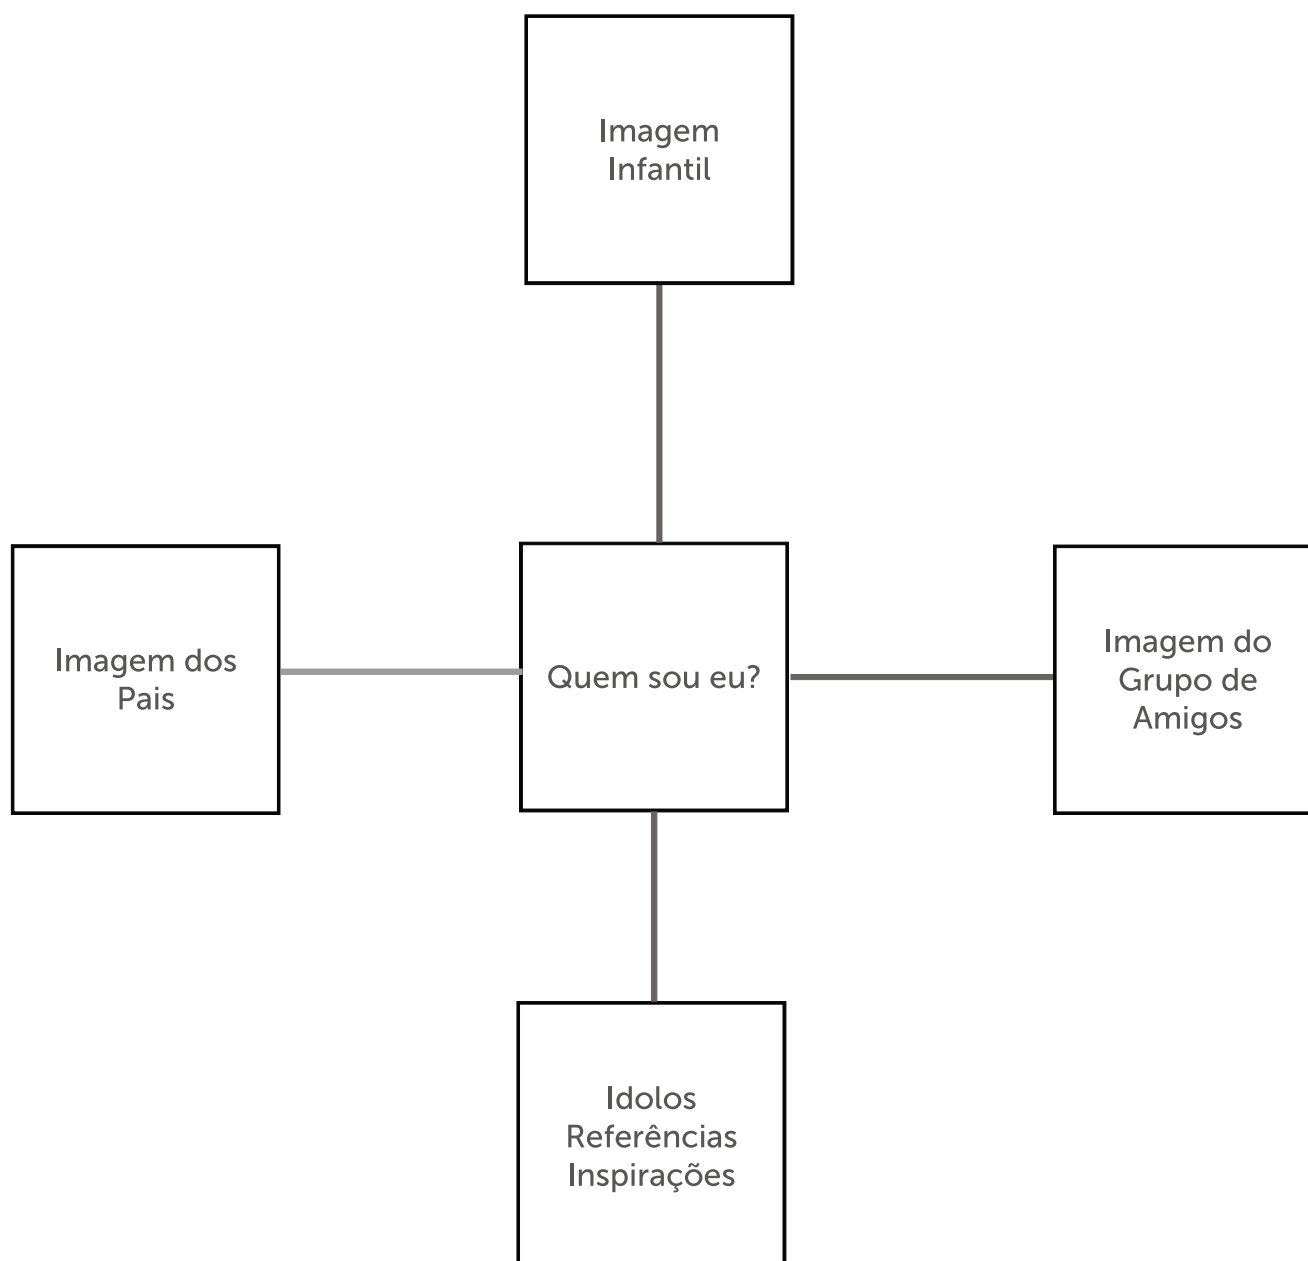 Imagem
Infantil
Imagem dos
Pais
Quem sou eu?
Imagem do
Grupo de
Amigos
Idolos
Referências
Inspirações